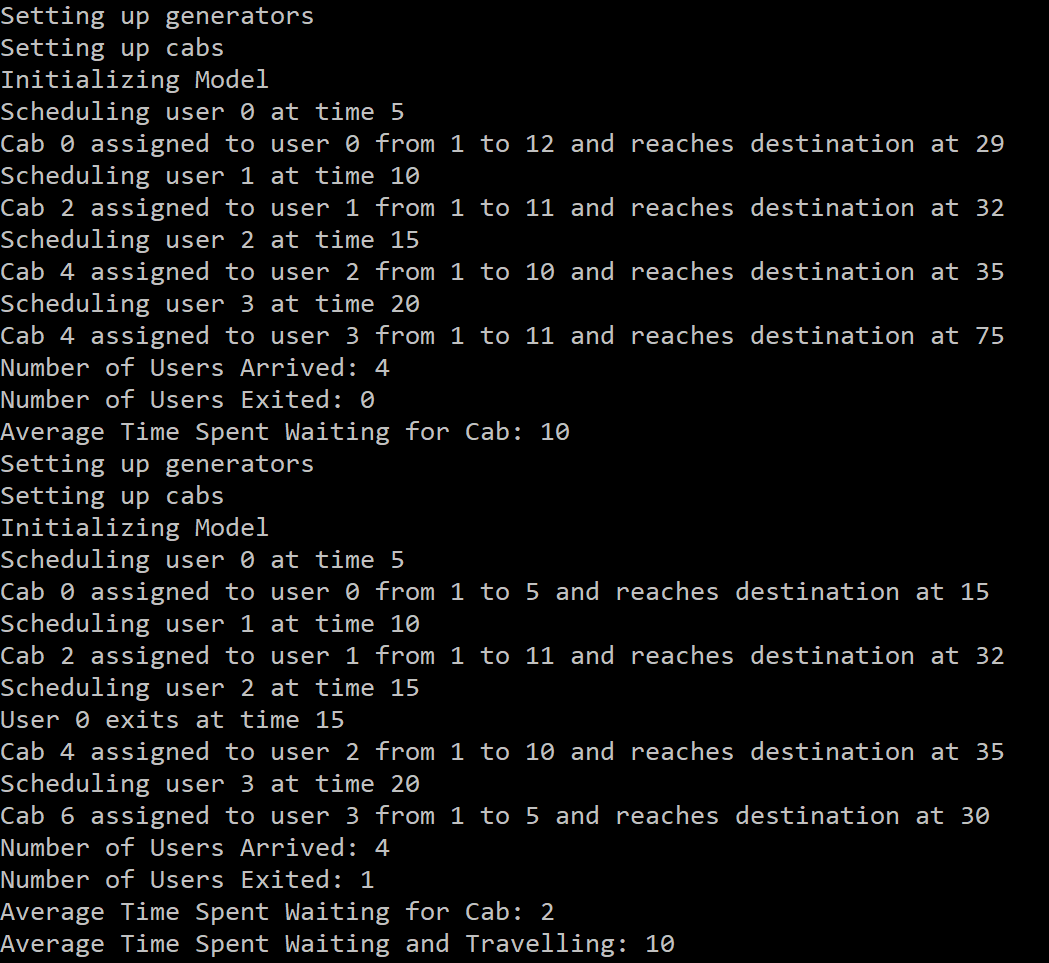 Setting up generators
Setting up cabs
Initializing Model
Scheduling user 0 at time 5
Cab 0 assigned to user 0 from 1 to 12 and reaches destination at 29
Scheduling user 1 at time 10
Cab 2 assigned to user 1 from 1 to 11 and reaches destination at 32
Scheduling user 2 at time 15
Cab 4 assigned to user 2 from 1 to 10 and reaches destination at 35
Scheduling user 3 at time 20
Cab 4 assigned to user 3 from 1 to 11 and reaches destination at 75
Number of Users Arrived: 4
Number of Users Exited: 0
Average Time Spent Waiting for Cab: 10
Setting up generators
Setting up cabs
Initializing Model
Scheduling user 0 at time 5
Cab 0 assigned to user 0 from 1 to 5 and reaches destination at 15
Scheduling user 1 at time 10
Cab 2 assigned to user 1 from 1 to 11 and reaches destination at 32
Scheduling user 2 at time 15
User 0 exits at time 15
Cab 4 assigned to user 2 from 1 to 10 and reaches destination at 35
Scheduling user 3 at time 20
Cab 6 assigned to user 3 from 1 to 5 and reaches destination at 30
Number of Users Arrived: 4
Number of Users Exited: 1
Average Time Spent Waiting for Cab: 2
Average Time Spent Waiting and Travelling: 10